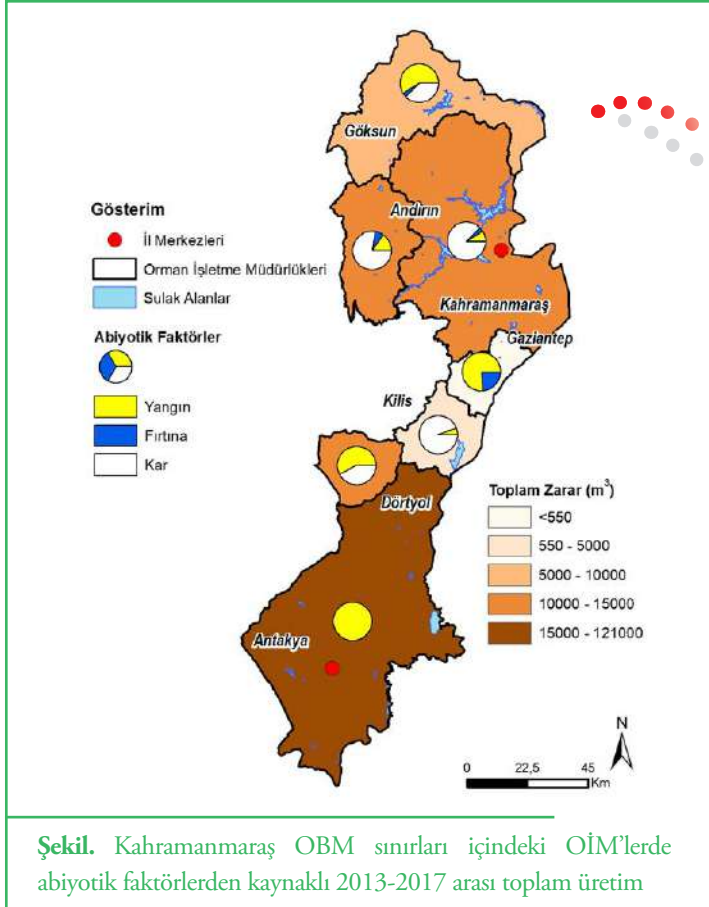 Göksun
Andırın
Kahramanmaraş
Gaziantep
Kilis
Dörtyol
Antakya
Gösterim
İl Merkezleri
Orman İşletme Müdürlükleri
Sulak Alanlar
Abiyotik Faktörler
Yangın
Fırtına
Kar
Toplam Zarar (m³)
<550
550 - 5000
5000 - 10000
10000 - 15000
15000 - 121000
N
0 22,5 45
Km
Şekil. Kahramanmaraş OBM sınırları içindeki OİM’lerde
abiyotik faktörlerden kaynaklı 2013-2017 arası toplam üretim